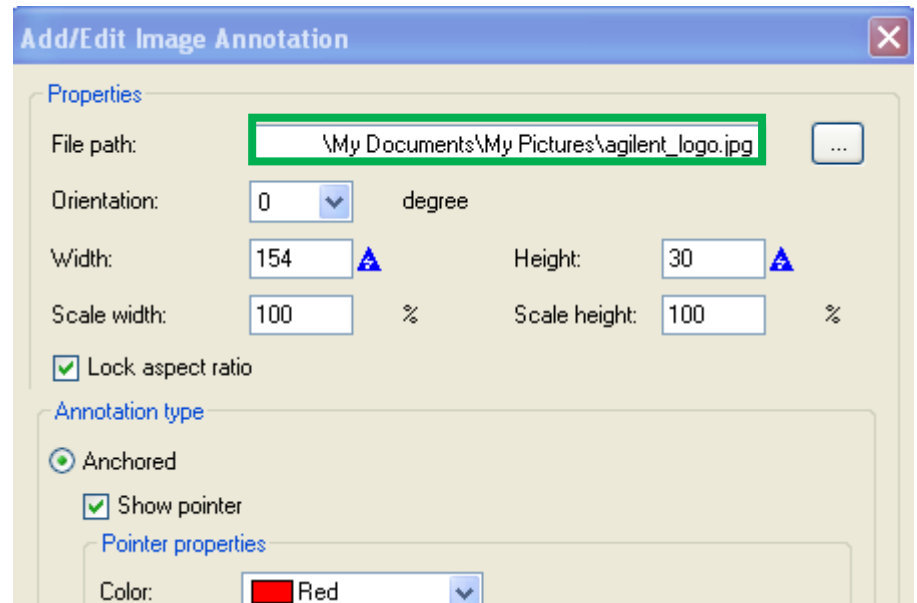 Add/Edit Image Annotation
Properties
File path: \My Documents\My Pictures\agilent_logo.jpg ...
Orientation: 0 degree
Width: 154 Height: 30
Scale width: 100 % Scale height: 100 %
Lock aspect ratio
Annotation type
Anchored
Show pointer
Pointer properties
Color: Red